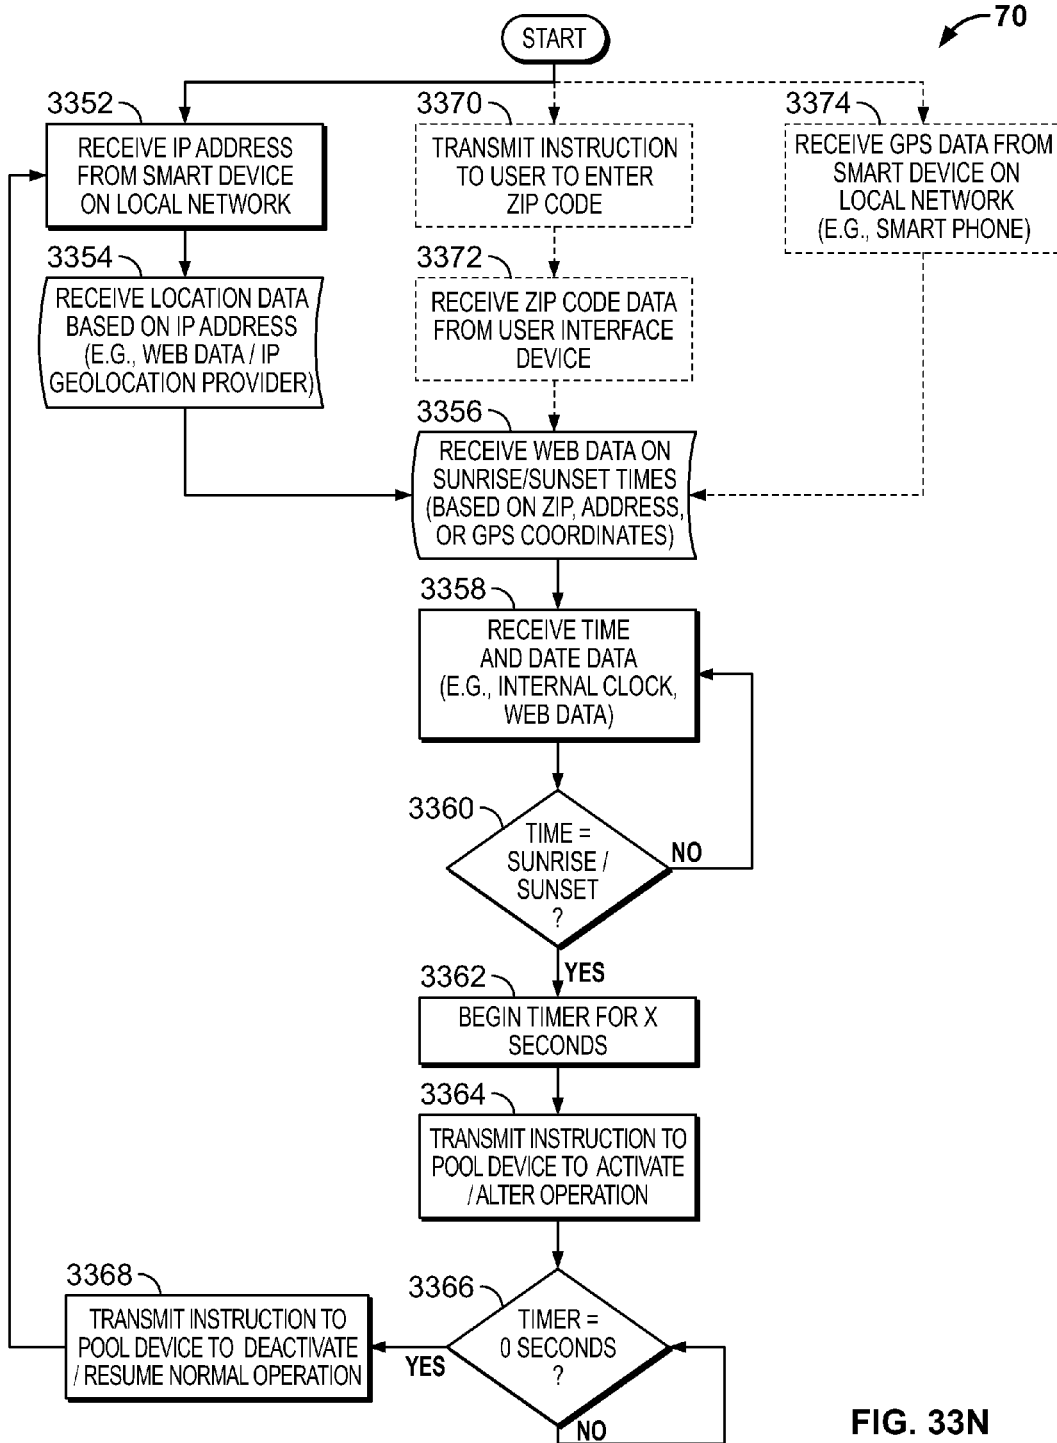 70
START
3352
RECEIVE IP ADDRESS
FROM SMART DEVICE
ON LOCAL NETWORK
3370
TRANSMIT INSTRUCTION
TO USER TO ENTER
ZIP CODE
3374
RECEIVE GPS DATA FROM
SMART DEVICE ON
LOCAL NETWORK
(E.G., SMART PHONE)
3354
RECEIVE LOCATION DATA
BASED ON IP ADDRESS
(E.G., WEB DATA / IP
GEOLOCATION PROVIDER)
3372
RECEIVE ZIP CODE DATA
FROM USER INTERFACE
DEVICE
3356
RECEIVE WEB DATA ON
SUNRISE/SUNSET TIMES
(BASED ON ZIP, ADDRESS,
OR GPS COORDINATES)
3358
RECEIVE TIME
AND DATE DATA
(E.G., INTERNAL CLOCK,
WEB DATA)
3360
TIME =
SUNRISE /
SUNSET
?
NO
YES
3362
BEGIN TIMER FOR X
SECONDS
3364
TRANSMIT INSTRUCTION TO
POOL DEVICE TO ACTIVATE
/ ALTER OPERATION
3366
TIMER =
0 SECONDS
?
YES
NO
3368
TRANSMIT INSTRUCTION TO
POOL DEVICE TO DEACTIVATE
/ RESUME NORMAL OPERATION
FIG. 33N